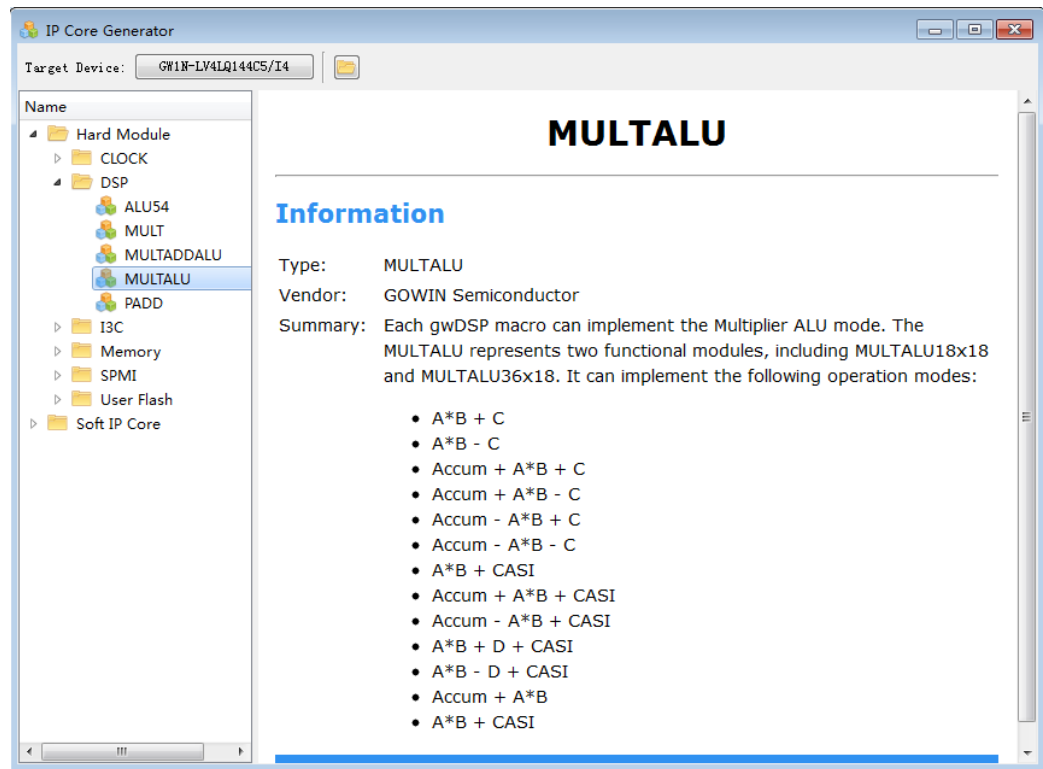 IP Core Generator
Target Device: GW1N-LV4LQ144C5/I4
Name
Hard Module
CLOCK
DSP
ALU54
MULT
MULTADDALU
MULTALU
PADD
I3C
Memory
SPMI
User Flash
Soft IP Core
MULTALU
Information
Type: MULTALU
Vendor: GOWIN Semiconductor
Summary: Each gwDSP macro can implement the Multiplier ALU mode. The
MULTALU represents two functional modules, including MULTALU18x18
and MULTALU36x18. It can implement the following operation modes:
• A*B + C
• A*B - C
• Accum + A*B + C
• Accum + A*B - C
• Accum - A*B + C
• Accum - A*B - C
• A*B + CASI
• Accum + A*B + CASI
• Accum - A*B + CASI
• A*B + D + CASI
• A*B - D + CASI
• Accum + A*B
• A*B + CASI